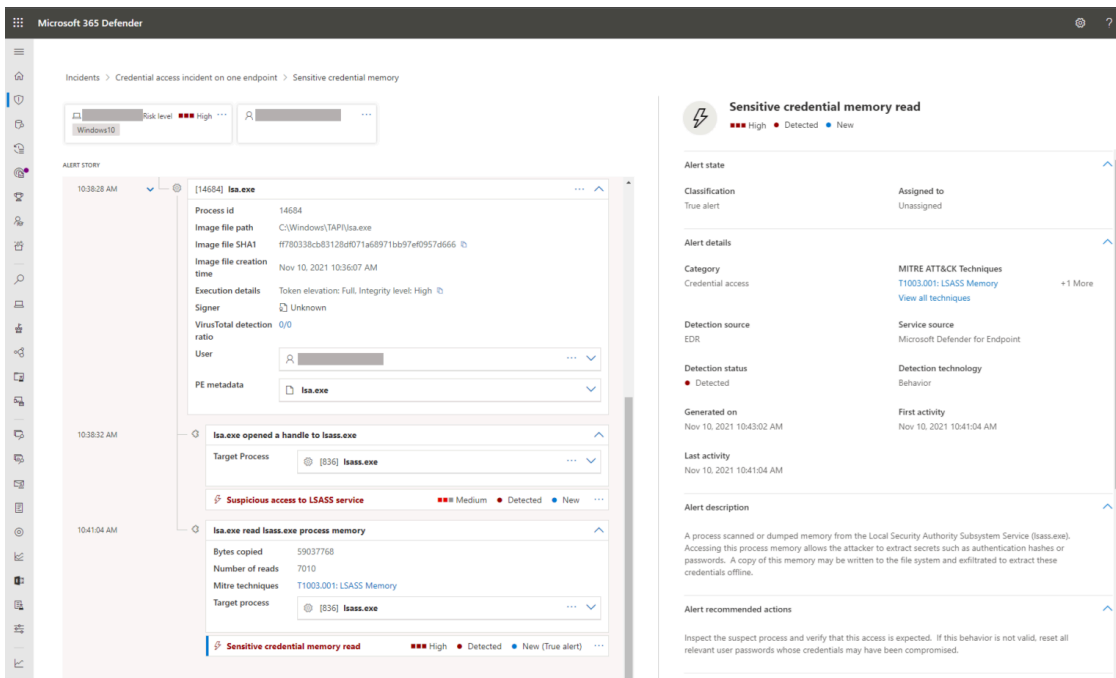 Microsoft 365 Defender
?
Incidents > Credential access incident on one endpoint > Sensitive credential memory
Risk level High ...
Windows10
...
ALERT STORY
10:38:28 AM
[14684] lsa.exe
Process id 14684
Image file path C:\Windows\TAPI\lsa.exe
Image file SHA1 ff780338cb83128df071a68971bb97ef0957d666
Image file creation
time
Nov 10, 2021 10:36:07 AM
Execution details Token elevation: Full, Integrity level: High
Signer Unknown
VirusTotal detection
ratio
0/0
User
PE metadata lsa.exe
10:38:32 AM
lsa.exe opened a handle to lsass.exe
Target Process [836] lsass.exe
Suspicious access to LSASS service Medium Detected New
10:41:04 AM
lsa.exe read lsass.exe process memory
Bytes copied 59037768
Number of reads 7010
Mitre techniques T1003.001: LSASS Memory
Target process [836] lsass.exe
Sensitive credential memory read High Detected New (True alert)
Sensitive credential memory read
High Detected New
Alert state
Classification Assigned to
True alert Unassigned
Alert details
Category MITRE ATT&CK Techniques
Credential access T1003.001: LSASS Memory +1 More
View all techniques
Detection source Service source
EDR Microsoft Defender for Endpoint
Detection status Detection technology
Detected Behavior
Generated on First activity
Nov 10, 2021 10:43:02 AM Nov 10, 2021 10:41:04 AM
Last activity
Nov 10, 2021 10:41:04 AM
Alert description
A process scanned or dumped memory from the Local Security Authority Subsystem Service (lsass.exe).
Accessing this process memory allows the attacker to extract secrets such as authentication hashes or
passwords. A copy of this memory may be written to the file system and exfiltrated to extract these
credentials offline.
Alert recommended actions
Inspect the suspect process and verify that this access is expected. If this behavior is not valid, reset all
relevant user passwords whose credentials may have been compromised.